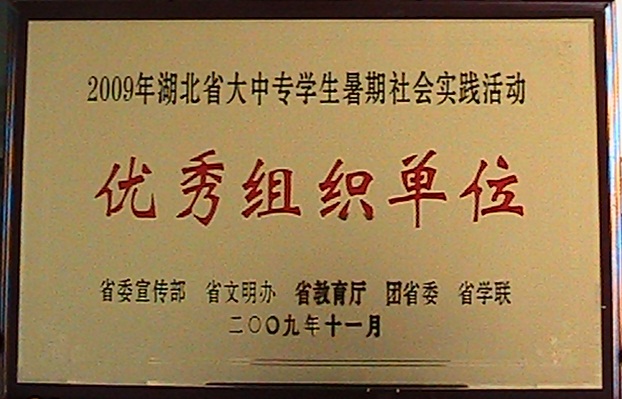 2009年湖北省大中专学生暑期社会实践活动
优秀组织单位
省委宣传部 省文明办 省教育厅 团省委 省学联
二〇〇九年十一月